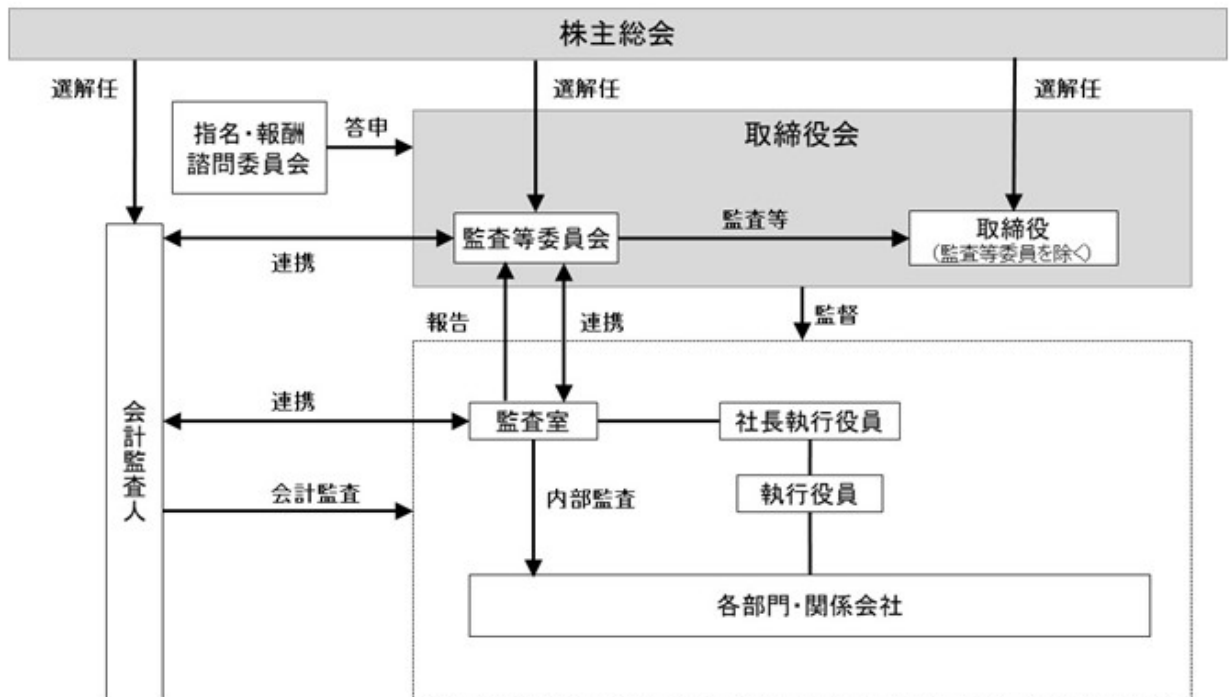 株主総会
選解任
選解任
選解任
指名・報酬
諮問委員会
答申
取締役会
監査等委員会
監査等
取締役
(監査等委員を除く)
連携
報告
連携
監督
会計監査人
連携
監査室
社長執行役員
会計監査
内部監査
執行役員
各部門・関係会社